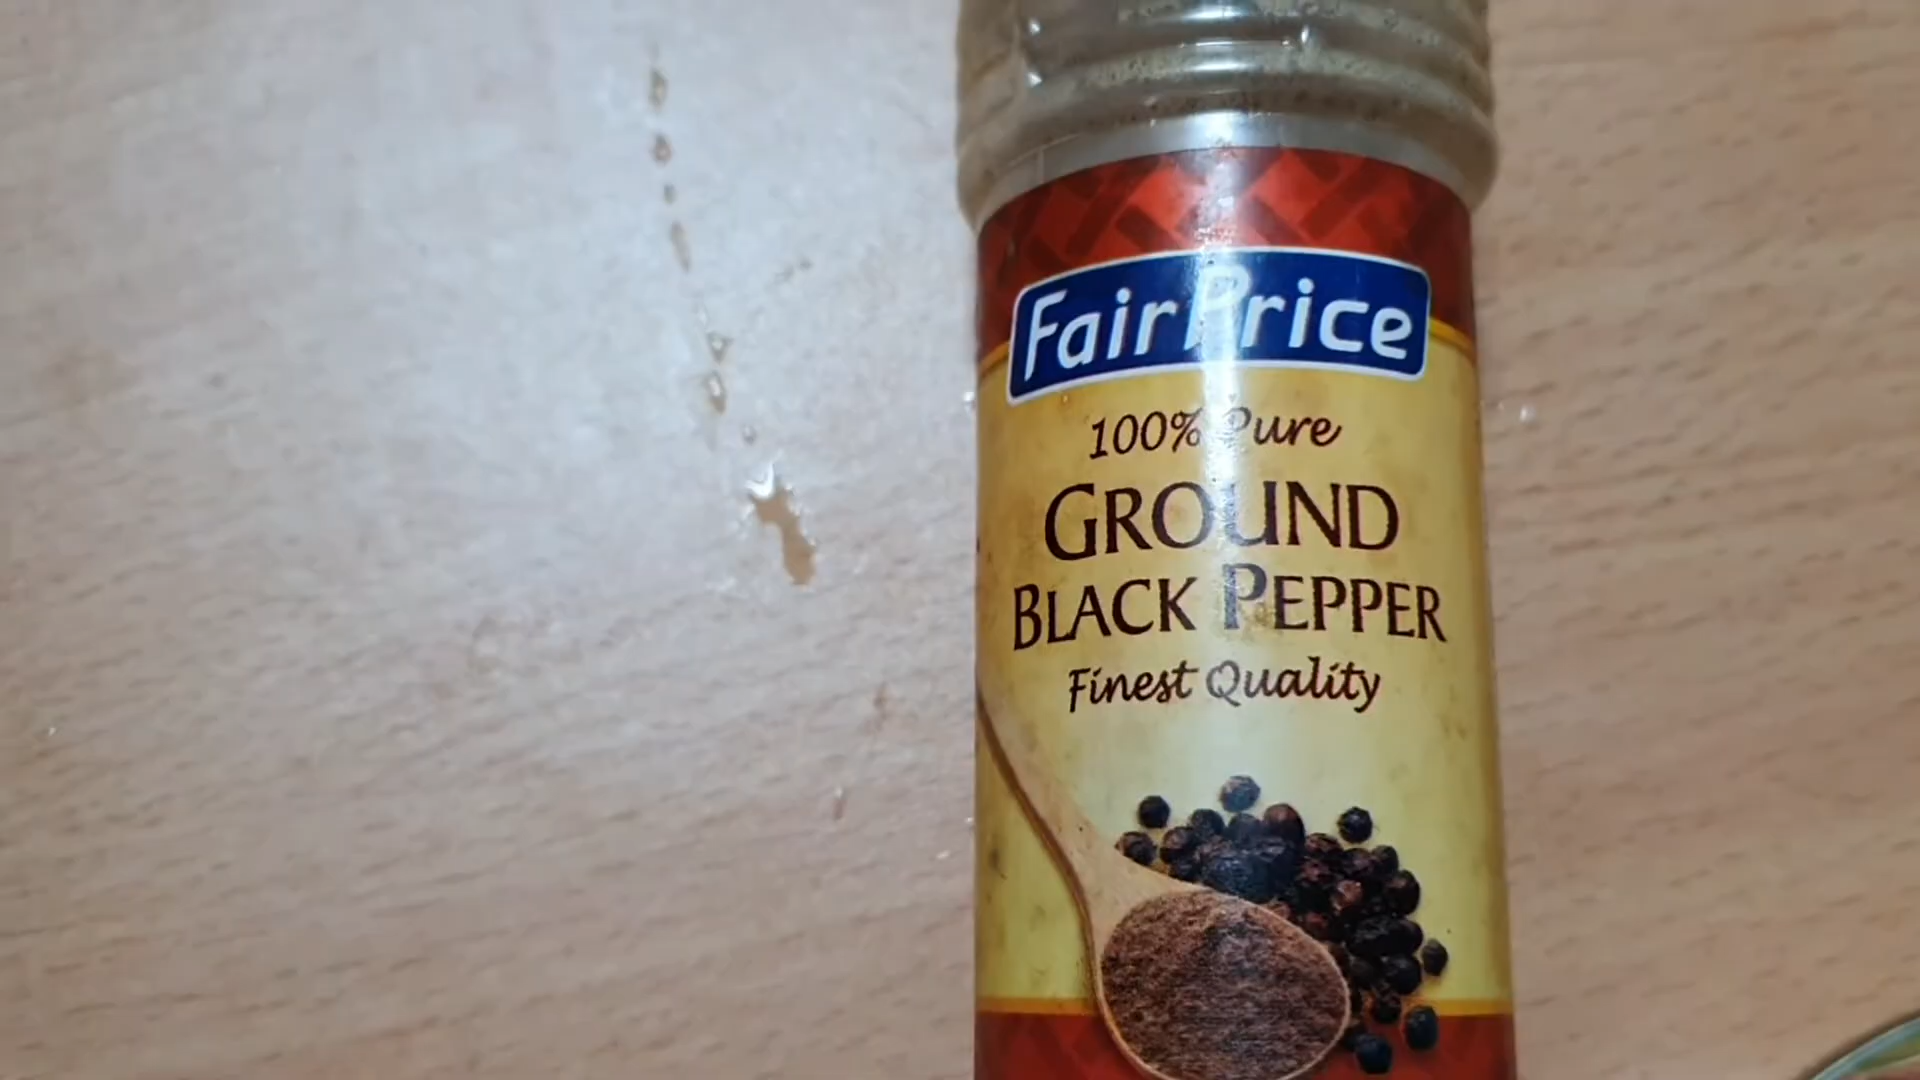 FairPrice
100% Pure
GROUND
BLACK PEPPER
Finest Quality